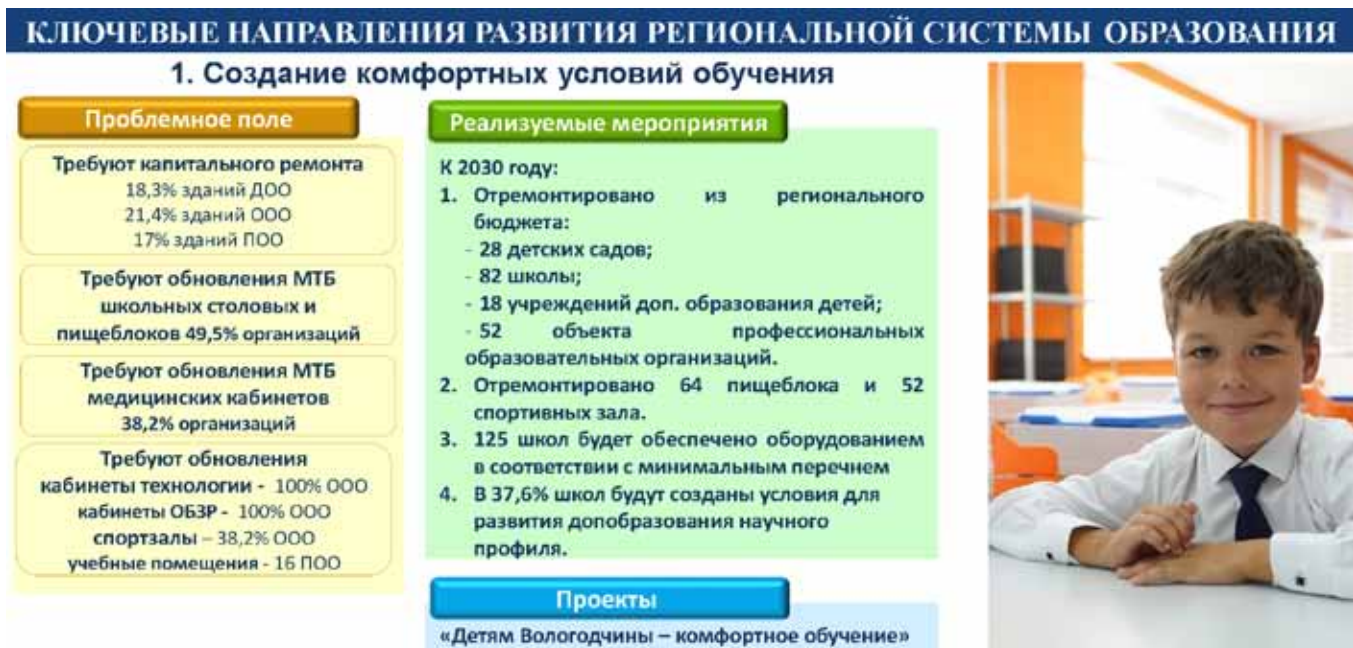 КЛЮЧЕВЫЕ НАПРАВЛЕНИЯ РАЗВИТИЯ РЕГИОНАЛЬНОЙ СИСТЕМЫ ОБРАЗОВАНИЯ
1. Создание комфортных условий обучения
Проблемное поле
Требуют капитального ремонта
18,3% зданий ДОО
21,4% зданий ООО
17% зданий ПОО
Требуют обновления МТБ
школьных столовых и
пищеблоков 49,5% организаций
Требуют обновления МТБ
медицинских кабинетов
38,2% организаций
Требуют обновления
кабинеты технологии - 100% ООО
кабинеты ОБЗР - 100% ООО
спортзалы – 38,2% ООО
учебные помещения - 16 ПОО
Реализуемые мероприятия
К 2030 году:
1. Отремонтировано из регионального
бюджета:
- 28 детских садов;
- 82 школы;
- 18 учреждений доп. образования детей;
- 52 объекта профессиональных
образовательных организаций.
2. Отремонтировано 64 пищеблока и 52
спортивных зала.
3. 125 школ будет обеспечено оборудованием
в соответствии с минимальным перечнем
4. В 37,6% школ будут созданы условия для
развития допобразования научного
профиля.
Проекты
«Детям Вологодчины – комфортное обучение»